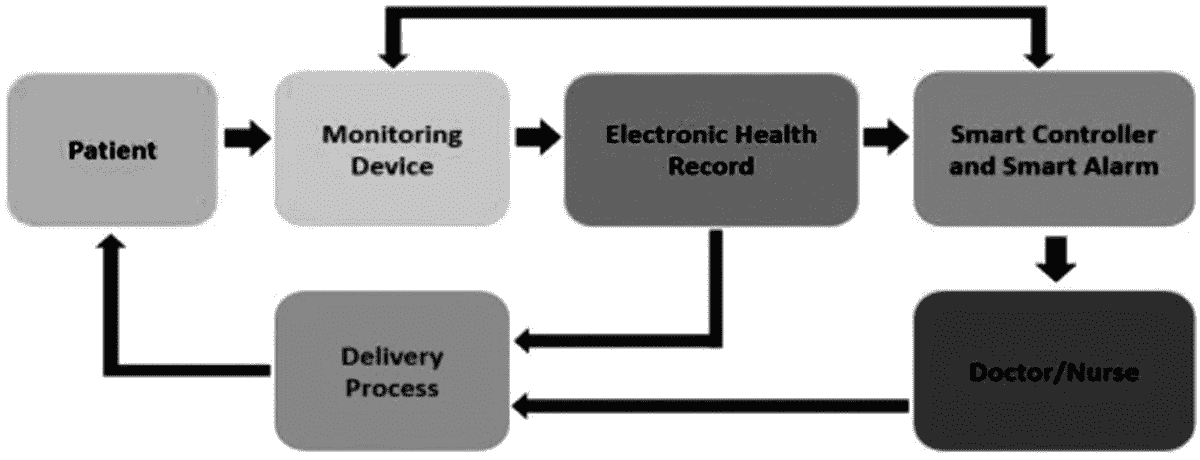 Patient
Monitoring
Device
Electronic Health
Record
Smart Controller
and Smart Alarm
Delivery
Process
Doctor/Nurse